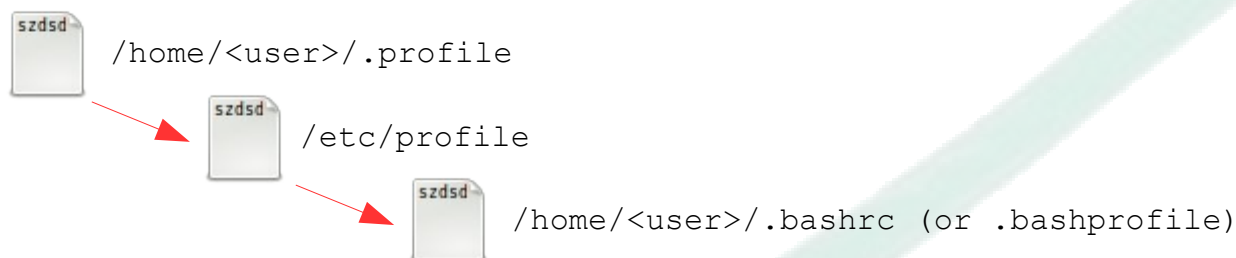 szdsd
/home/<user>/.profile
szdsd
/etc/profile
szdsd
/home/<user>/.bashrc (or .bashprofile)